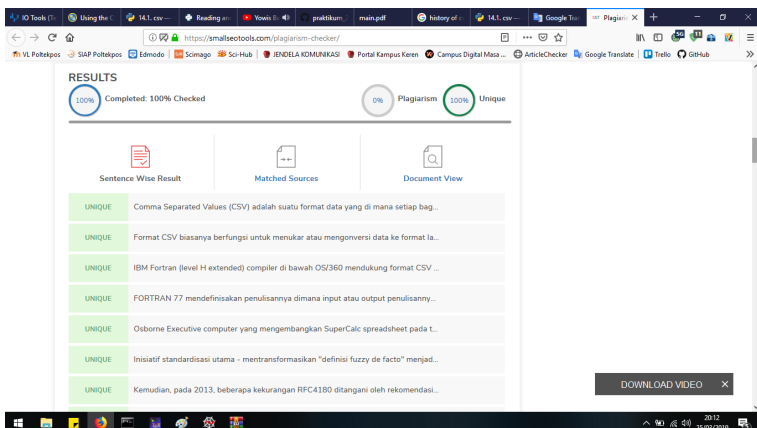 IO Tools (Tr
Using the C
14.1. csv —
Reading an
Yowis B
praktikum_
main.pdf
history of c
14.1. csv —
Google Tran
Plagiaris
https://smallseotools.com/plagiarism-checker/
VL Poltekpos
SIAP Poltekpos
Edmodo
Scimago
Sci-Hub
JENDELA KOMUNIKASI
Portal Kampus Keren
Campus Digital Masa ...
ArticleChecker
Google Translate
Trello
GitHub
RESULTS
100% Completed: 100% Checked
0% Plagiarism 100% Unique
Sentence Wise Result
Matched Sources
Document View
UNIQUE Comma Separated Values (CSV) adalah suatu format data yang di mana setiap bag...
UNIQUE Format CSV biasanya berfungsi untuk menukar atau mengonversi data ke format la...
UNIQUE IBM Fortran (level H extended) compiler di bawah OS/360 mendukung format CSV ...
UNIQUE FORTRAN 77 mendefinisakan penulisannya dimana input atau output penulisanny...
UNIQUE Osborne Executive computer yang mengembangkan SuperCalc spreadsheet pada t...
UNIQUE Inisiatif standardisasi utama - mentransformasikan "definisi fuzzy de facto" menjad...
UNIQUE Kemudian, pada 2013, beberapa kekurangan RFC4180 ditangani oleh rekomendasi...
DOWNLOAD VIDEO
20:12